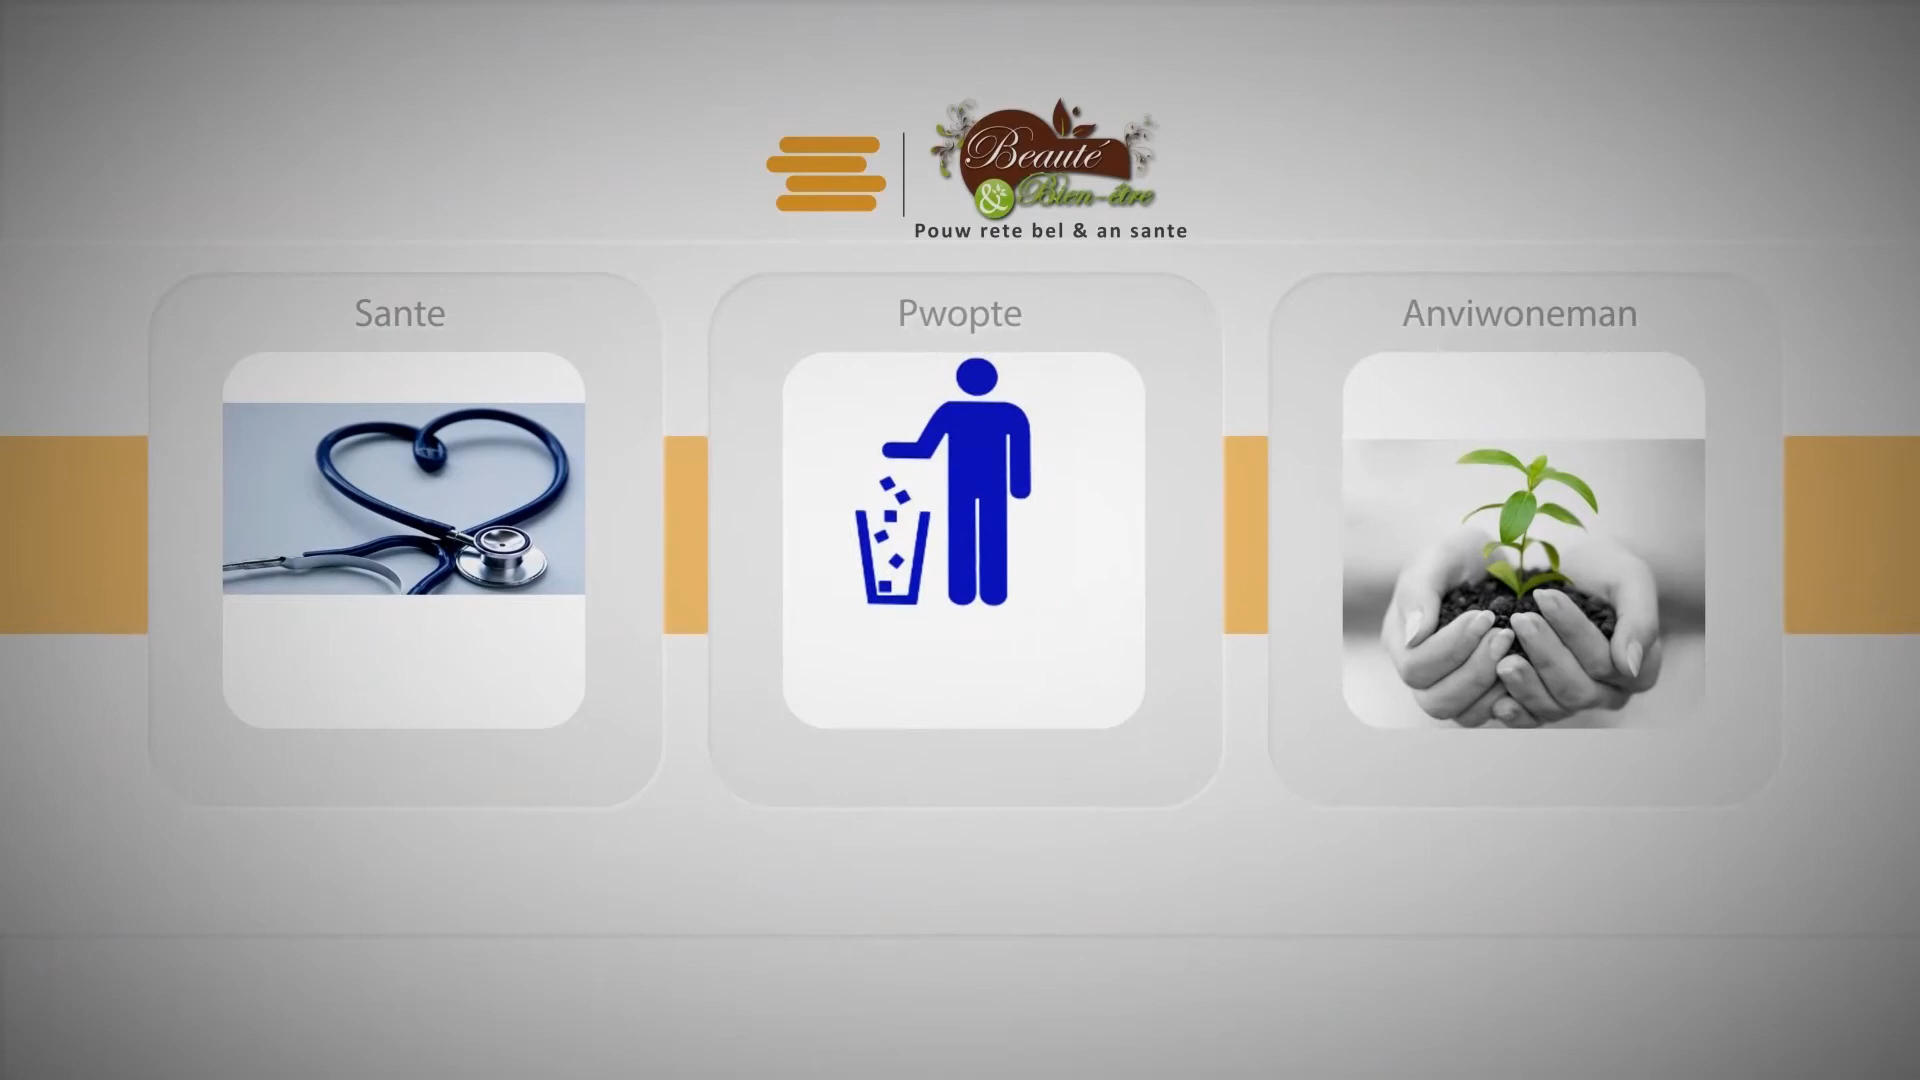 Beauté
& Bien-être
Pouw rete bel & an sante
Sante
Pwopte
Anviwoneman